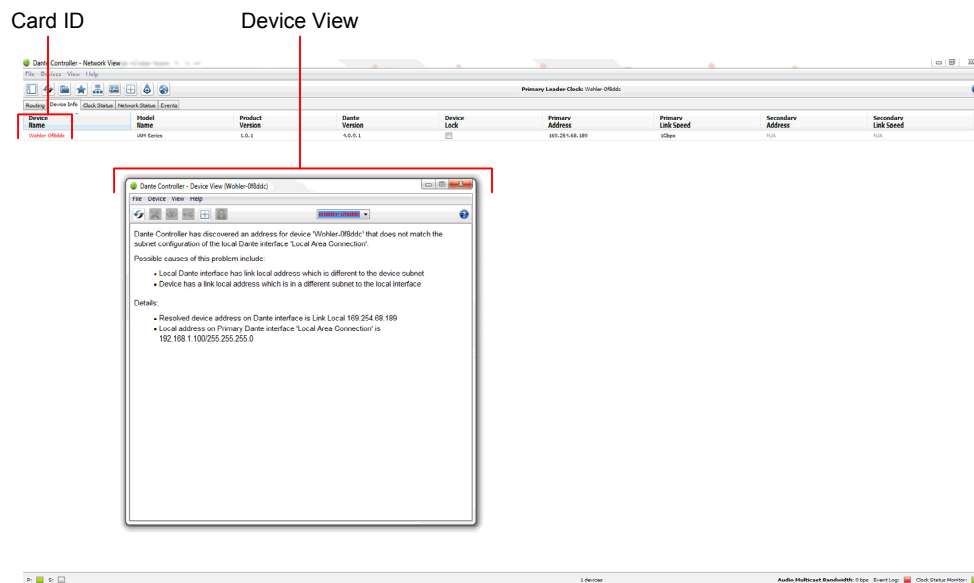 Card ID
Device View
Dante Controller - Network View
File Devices View Help
Primary Leader Clock: Wohler-0f8ddc
Routing Device Info Clock Status Network Status Events
Device Name Model Name Product Version Dante Version Device Lock Primary Address Primary Link Speed Secondary Address Secondary Link Speed
Wohler-0f8ddc iAM Series 1.0.1 4.0.9.1 169.254.68.189 1Gbps N/A N/A
Dante Controller - Device View (Wohler-0f8ddc)
File Device View Help
Wohler-0f8ddc
Dante Controller has discovered an address for device 'Wohler-0f8ddc' that does not match the
subnet configuration of the local Dante interface 'Local Area Connection'.
Possible causes of this problem include:
• Local Dante interface has link local address which is different to the device subnet
• Device has a link local address which is in a different subnet to the local interface
Details:
• Resolved device address on Dante interface is Link Local 169.254.68.189
• Local address on Primary Dante interface 'Local Area Connection' is
192.168.1.100/255.255.255.0
P: S: 1 devices Audio Multicast Bandwidth: 0 bps Event Log: Clock Status Monitor: